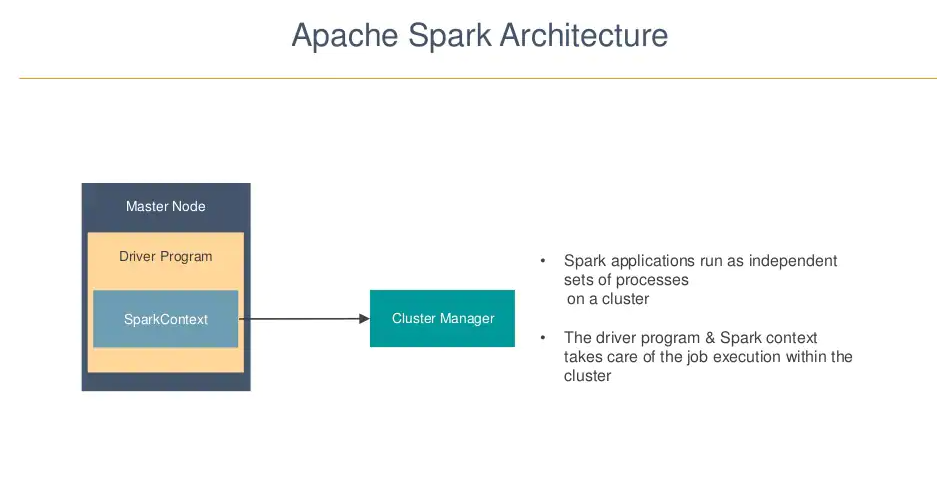 Apache Spark Architecture
Master Node
Driver Program
SparkContext
Cluster Manager
• Spark applications run as independent
sets of processes
on a cluster
• The driver program & Spark context
takes care of the job execution within the
cluster